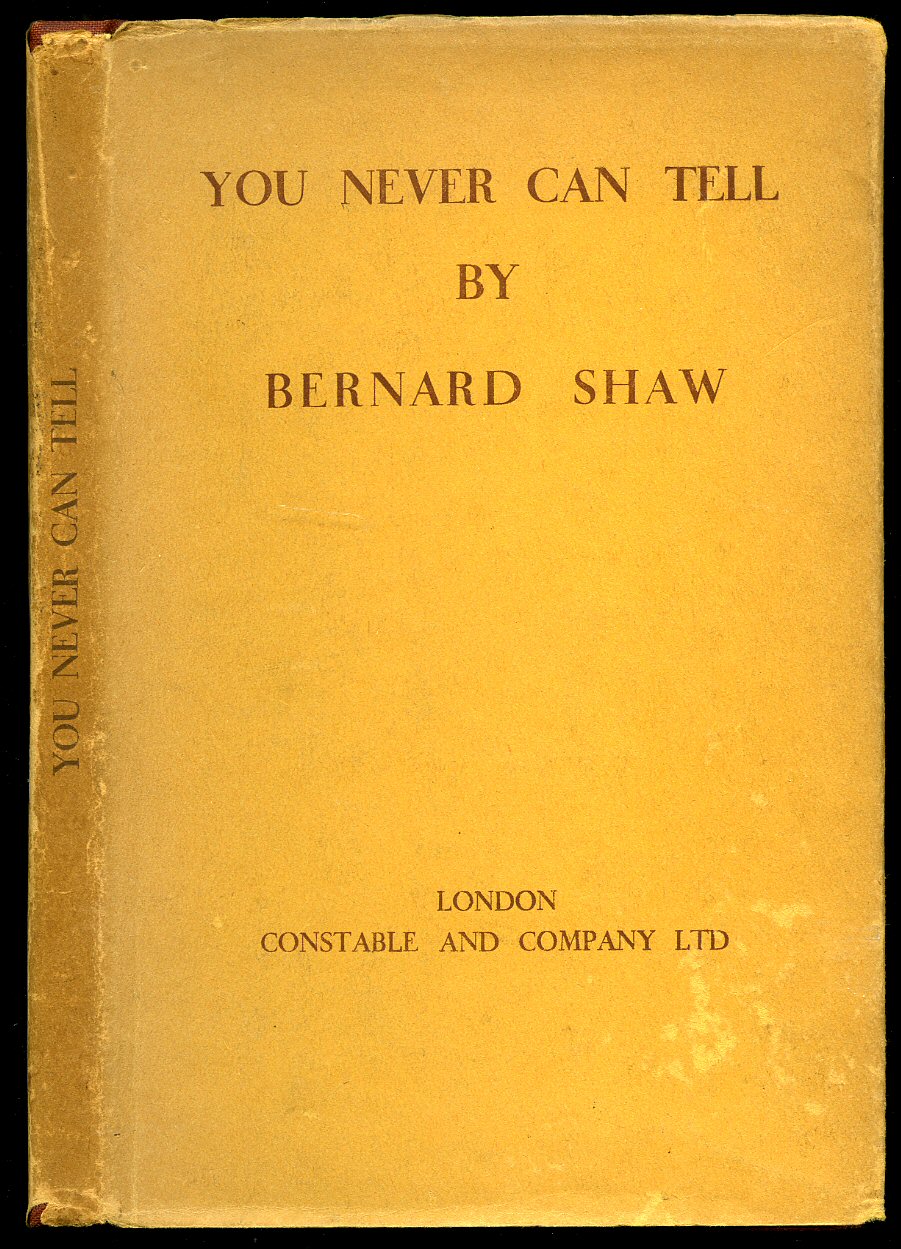 YOU NEVER CAN TELL
BY
BERNARD SHAW
LONDON
CONSTABLE AND COMPANY LTD
YOU NEVER CAN TELL